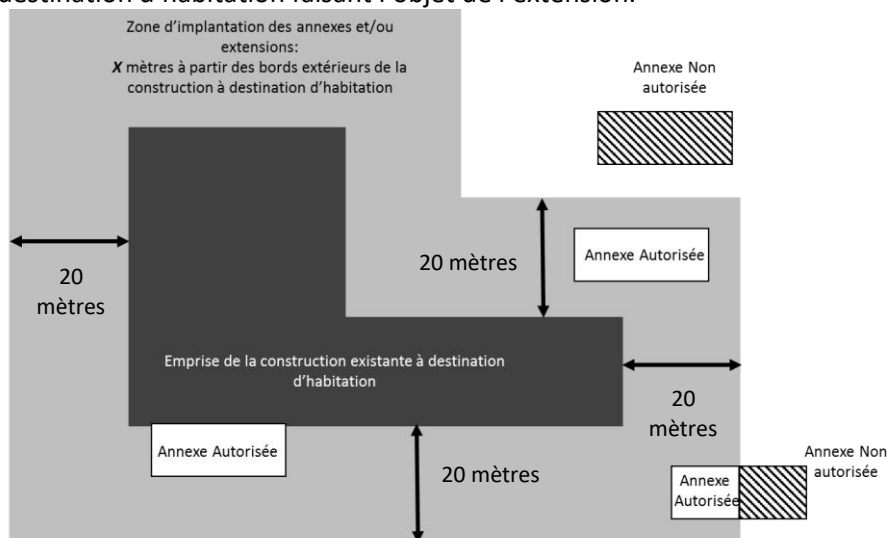 destination d'habitation faisant l'objet de l'extension.
Zone d'implantation des annexes et/ou
extensions:
X mètres à partir des bords extérieurs de la
construction à destination d'habitation
Annexe Non
autorisée
20 mètres
Annexe Autorisée
20
mètres
Emprise de la construction existante à destination
d'habitation
20
mètres
Annexe Autorisée
20 mètres
Annexe Non
autorisée
Annexe
Autorisée